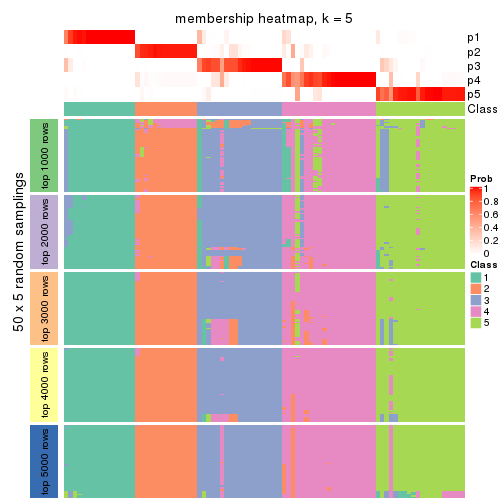 membership heatmap, k = 5
p1
p2
p3
p4
p5
Class
50 x 5 random samplings
top 1000 rows
top 2000 rows
top 3000 rows
top 4000 rows
top 5000 rows
Prob
1
0.8
0.6
0.4
0.2
0
Class
1
2
3
4
5